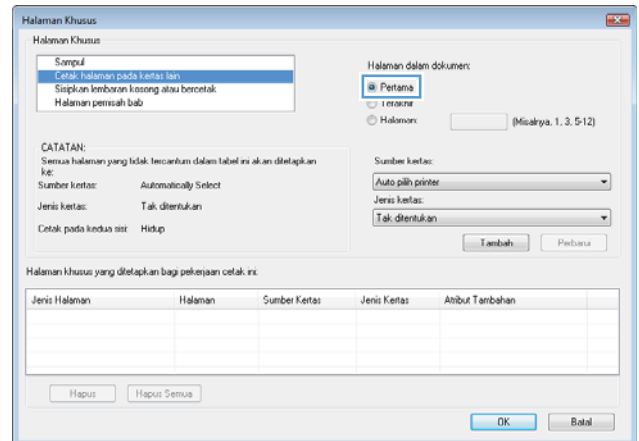 Halaman Khusus
Halaman Khusus
Sampul
Cetak halaman pada kertas lain
Sisipkan lembaran kosong atau bercetak
Halaman pemisah bab
Halaman dalam dokumen:
Pertama
Terakhir
Halaman:
(Misalnya, 1, 3, 5-12)
CATATAN:
Semua halaman yang tidak tercantum dalam tabel ini akan ditetapkan
ke:
Sumber kertas: Automatically Select
Jenis kertas: Tak ditentukan
Cetak pada kedua sisi: Hidup
Sumber kertas:
Auto pilih printer
Jenis kertas:
Tak ditentukan
Tambah Perbarui
Halaman khusus yang ditetapkan bagi pekerjaan cetak ini:
Jenis Halaman Halaman Sumber Kertas Jenis Kertas Atribut Tambahan
Hapus Hapus Semua
OK Batal